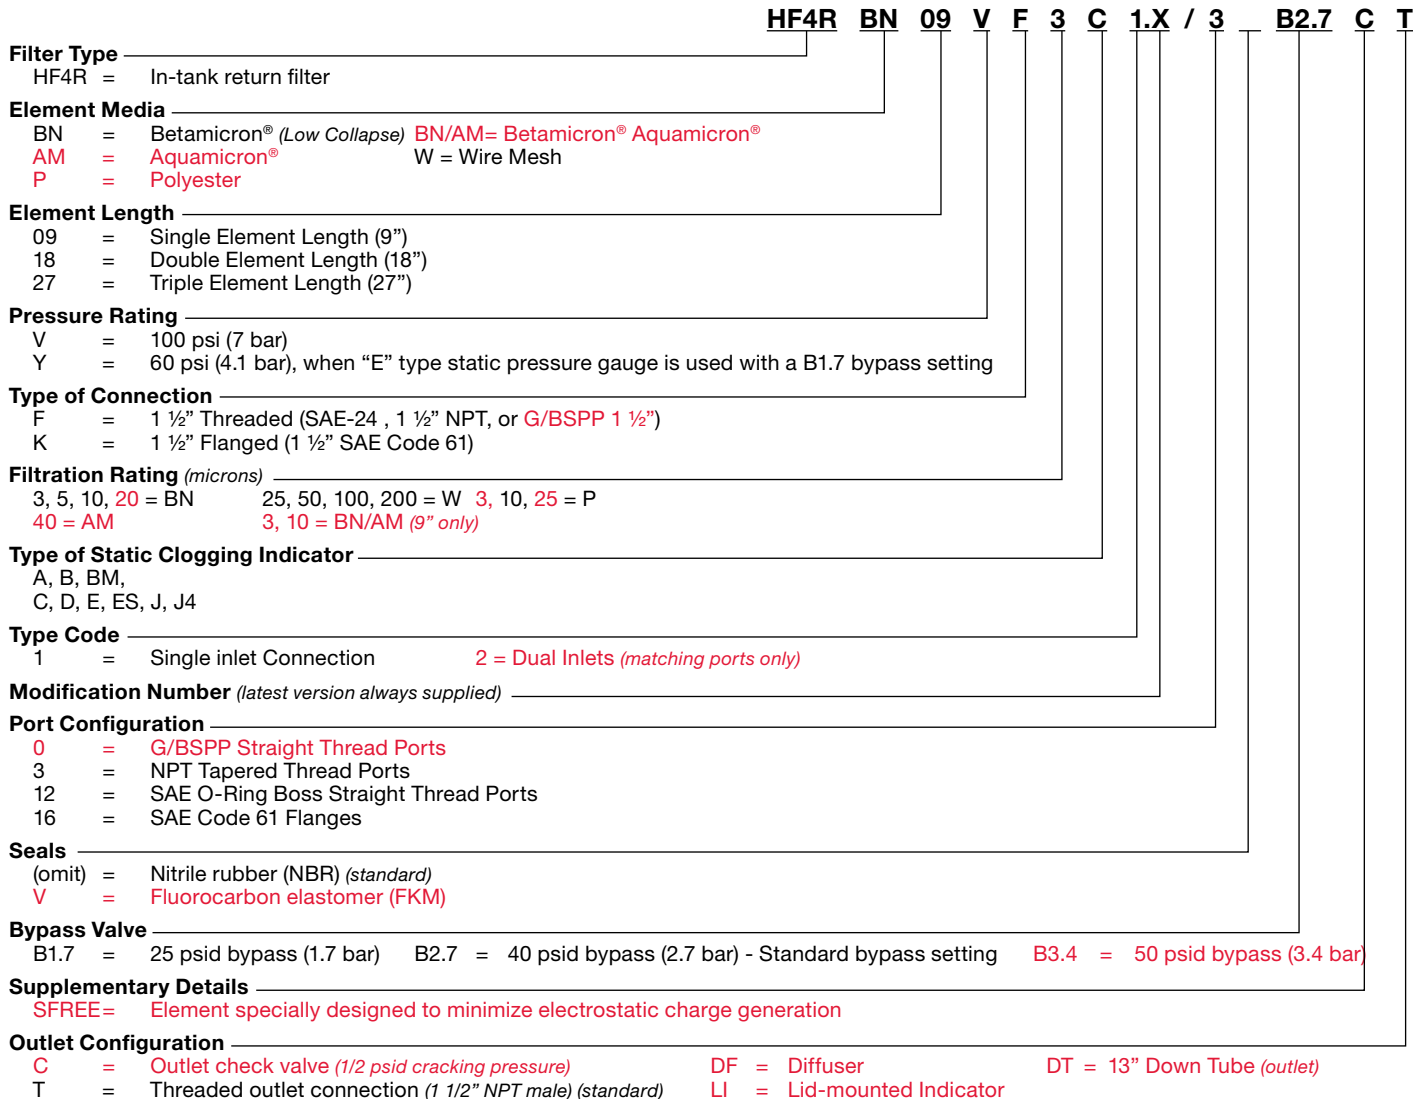 HF4R BN 09 V F 3 C 1.X / 3 _ B2.7 C T
Filter Type
HF4R = In-tank return filter
Element Media
BN = Betamicron® (Low Collapse) BN/AM= Betamicron® Aquamicron®
AM = Aquamicron® W = Wire Mesh
P = Polyester
Element Length
09 = Single Element Length (9”)
18 = Double Element Length (18”)
27 = Triple Element Length (27”)
Pressure Rating
V = 100 psi (7 bar)
Y = 60 psi (4.1 bar), when “E” type static pressure gauge is used with a B1.7 bypass setting
Type of Connection
F = 1 ½” Threaded (SAE-24 , 1 ½” NPT, or G/BSPP 1 ½”)
K = 1 ½” Flanged (1 ½” SAE Code 61)
Filtration Rating (microns)
3, 5, 10, 20 = BN 25, 50, 100, 200 = W 3, 10, 25 = P
40 = AM 3, 10 = BN/AM (9” only)
Type of Static Clogging Indicator
A, B, BM,
C, D, E, ES, J, J4
Type Code
1 = Single inlet Connection 2 = Dual Inlets (matching ports only)
Modification Number (latest version always supplied)
Port Configuration
0 = G/BSPP Straight Thread Ports
3 = NPT Tapered Thread Ports
12 = SAE O-Ring Boss Straight Thread Ports
16 = SAE Code 61 Flanges
Seals
(omit) = Nitrile rubber (NBR) (standard)
V = Fluorocarbon elastomer (FKM)
Bypass Valve
B1.7 = 25 psid bypass (1.7 bar) B2.7 = 40 psid bypass (2.7 bar) - Standard bypass setting B3.4 = 50 psid bypass (3.4 bar)
Supplementary Details
SFREE= Element specially designed to minimize electrostatic charge generation
Outlet Configuration
C = Outlet check valve (1/2 psid cracking pressure) DF = Diffuser DT = 13” Down Tube (outlet)
T = Threaded outlet connection (1 1/2” NPT male) (standard) LI = Lid-mounted Indicator